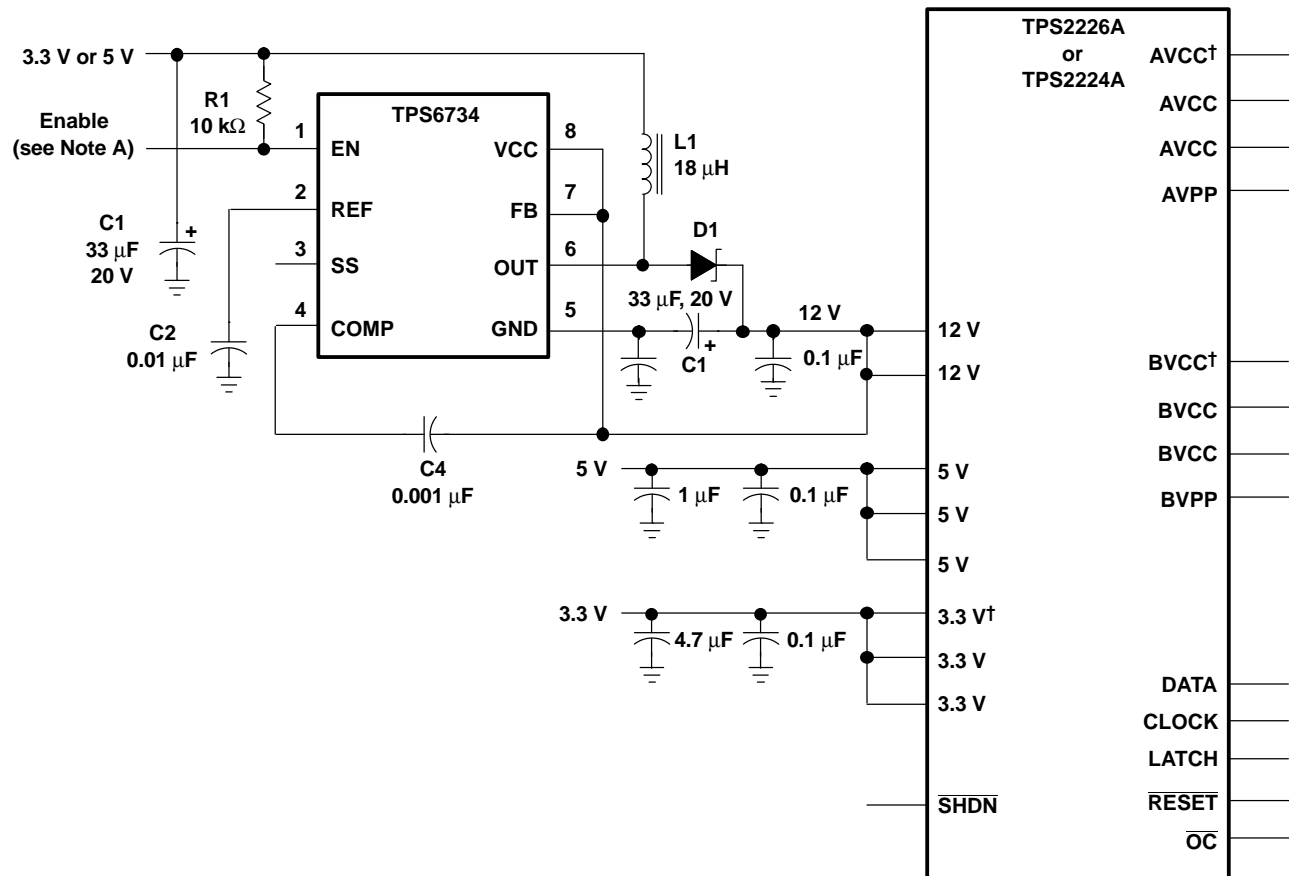 3.3 V or 5 V
Enable
(see Note A)
R1
10 kΩ
C1
33 μF
20 V
C2
0.01 μF
TPS6734
1
EN
2
REF
3
SS
4
COMP
8
VCC
7
FB
6
OUT
5
GND
L1
18 μH
D1
33 μF, 20 V
C1
+
+
12 V
0.1 μF
C4
0.001 μF
5 V
1 μF
0.1 μF
3.3 V
4.7 μF
0.1 μF
TPS2226A
or
TPS2224A
12 V
12 V
5 V
5 V
5 V
3.3 V†
3.3 V
3.3 V
SHDN
AVCC†
AVCC
AVCC
AVPP
BVCC†
BVCC
BVCC
BVPP
DATA
CLOCK
LATCH
RESET
OC